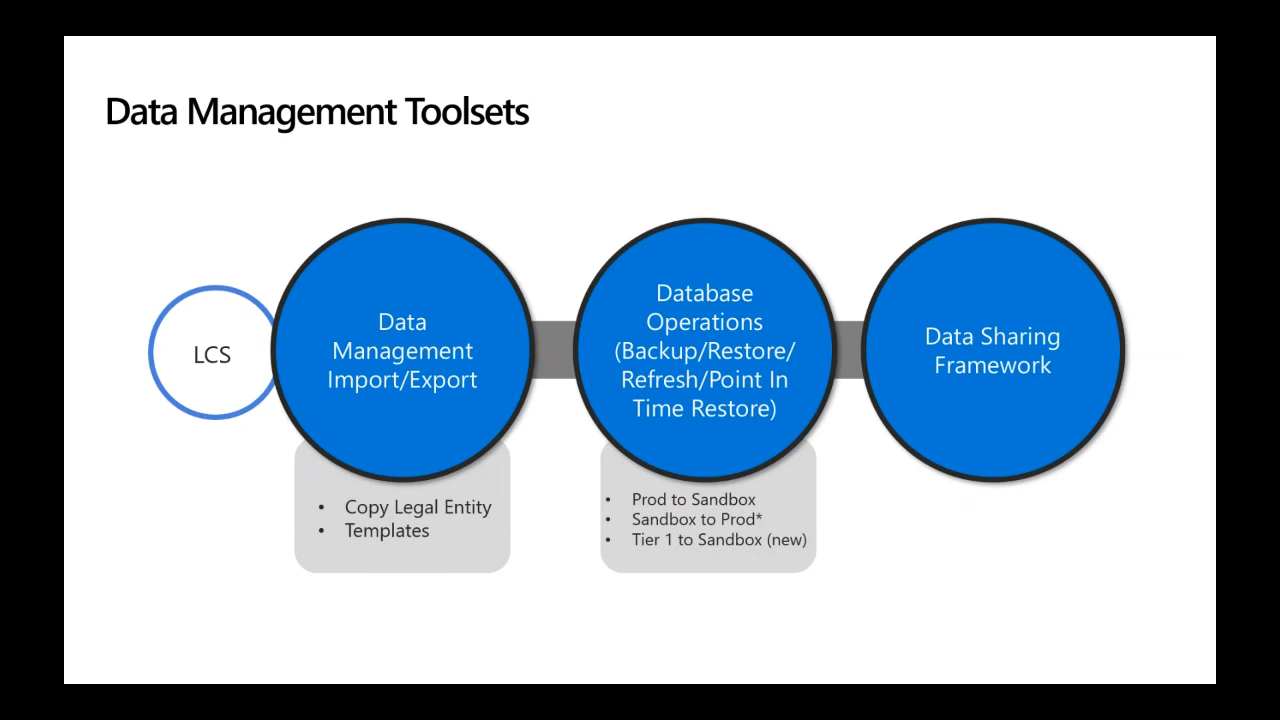 Data Management Toolsets
LCS
Data
Management
Import/Export
• Copy Legal Entity
• Templates
Database
Operations
(Backup/Restore/
Refresh/Point In
Time Restore)
• Prod to Sandbox
• Sandbox to Prod*
• Tier 1 to Sandbox (new)
Data Sharing
Framework